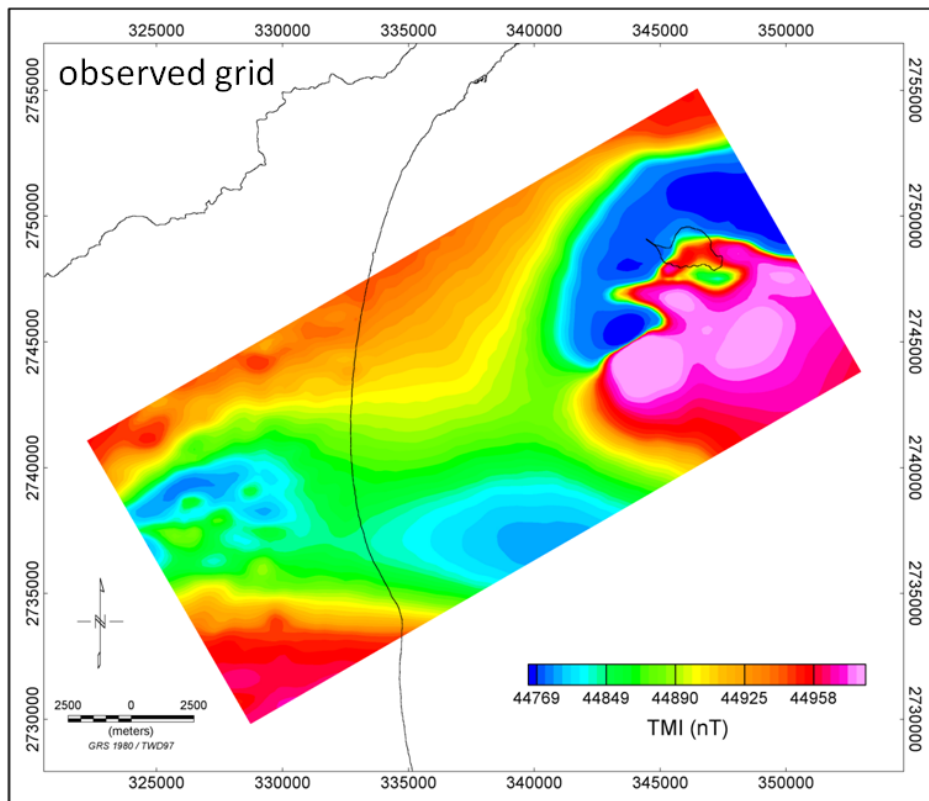 325000 330000 335000 340000 345000 350000
observed grid
2755000 2755000
2750000 2750000
2745000 2745000
2740000 2740000
2735000 2735000
N
2730000 2730000
2500 0 2500
(meters)
GRS 1980 / TWD97
44769 44849 44890 44925 44958
TMI (nT)
325000 330000 335000 340000 345000 350000